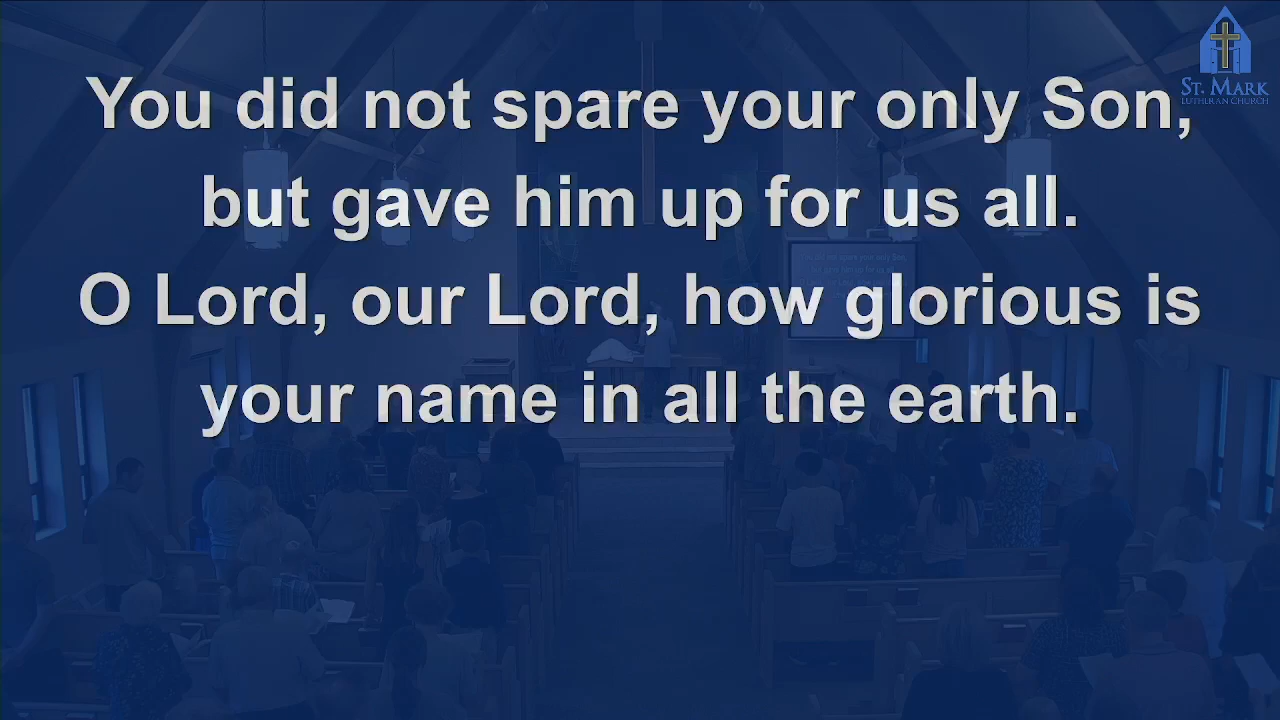 You did not spare your only Son,
but gave him up for us all.
O Lord, our Lord, how glorious is
your name in all the earth.
ST. MARK
LUTHERAN CHURCH